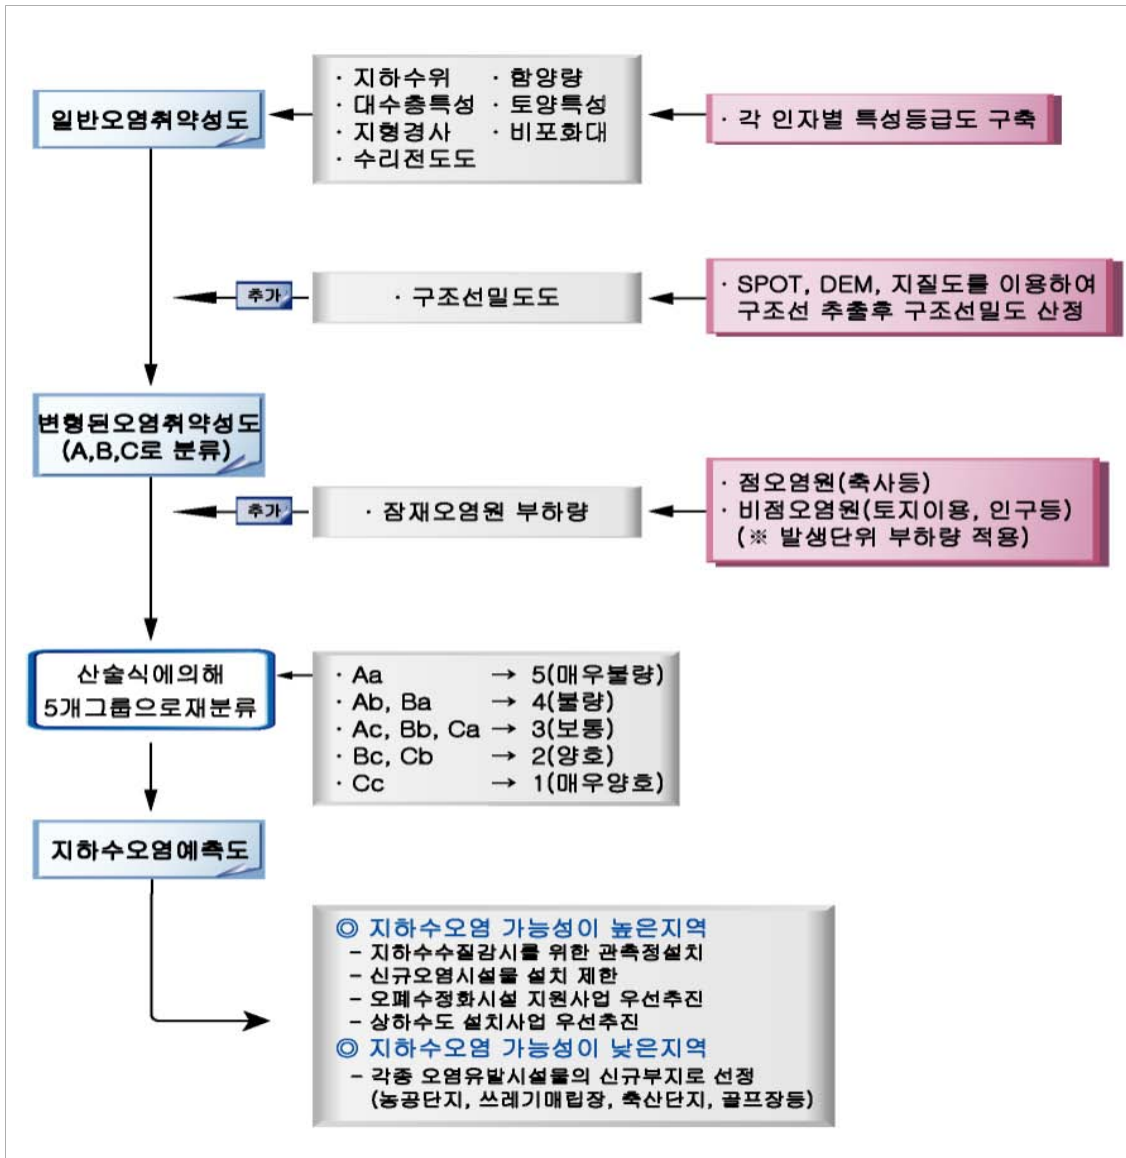 일반오염취약성도
· 지하수위 · 함양량
· 대수층특성 · 토양특성
· 지형경사 · 비포화대
· 수리전도도
· 각 인자별 특성등급도 구축
추가
· 구조선밀도도
· SPOT, DEM, 지질도를 이용하여
구조선 추출후 구조선밀도 산정
변형된오염취약성도
(A,B,C로 분류)
추가
· 잠재오염원 부하량
· 점오염원(축사등)
· 비점오염원(토지이용, 인구등)
(※ 발생단위 부하량 적용)
산술식에의해
5개그룹으로재분류
· Aa → 5(매우불량)
· Ab, Ba → 4(불량)
· Ac, Bb, Ca → 3(보통)
· Bc, Cb → 2(양호)
· Cc → 1(매우양호)
지하수오염예측도
◎ 지하수오염 가능성이 높은지역
– 지하수수질감시를 위한 관측정설치
– 신규오염시설물 설치 제한
– 오폐수정화시설 지원사업 우선추진
– 상하수도 설치사업 우선추진
◎ 지하수오염 가능성이 낮은지역
– 각종 오염유발시설물의 신규부지로 선정
(농공단지, 쓰레기매립장, 축산단지, 골프장등)